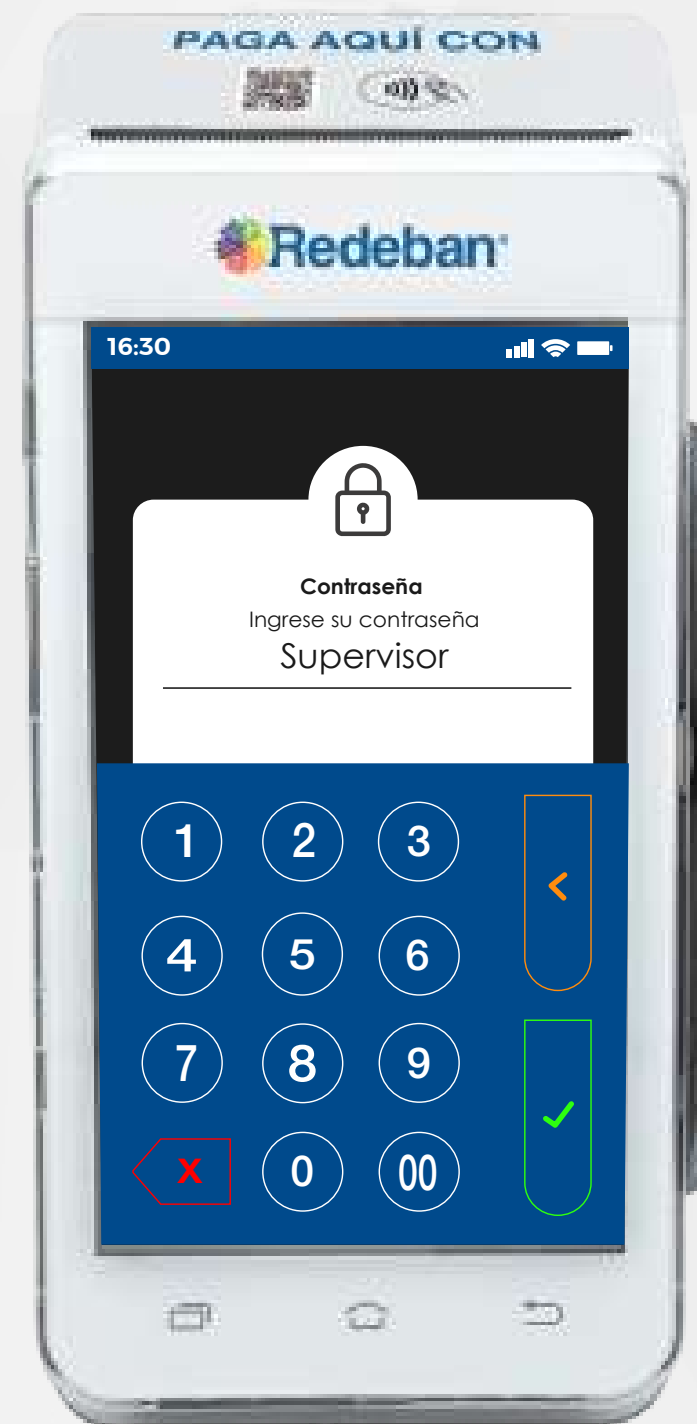 PAGA AQUÍ CON
Redeban
16:30
Contraseña
Ingrese su contraseña
Supervisor
1 2 3
<
4 5 6
7 8 9
X 0 00